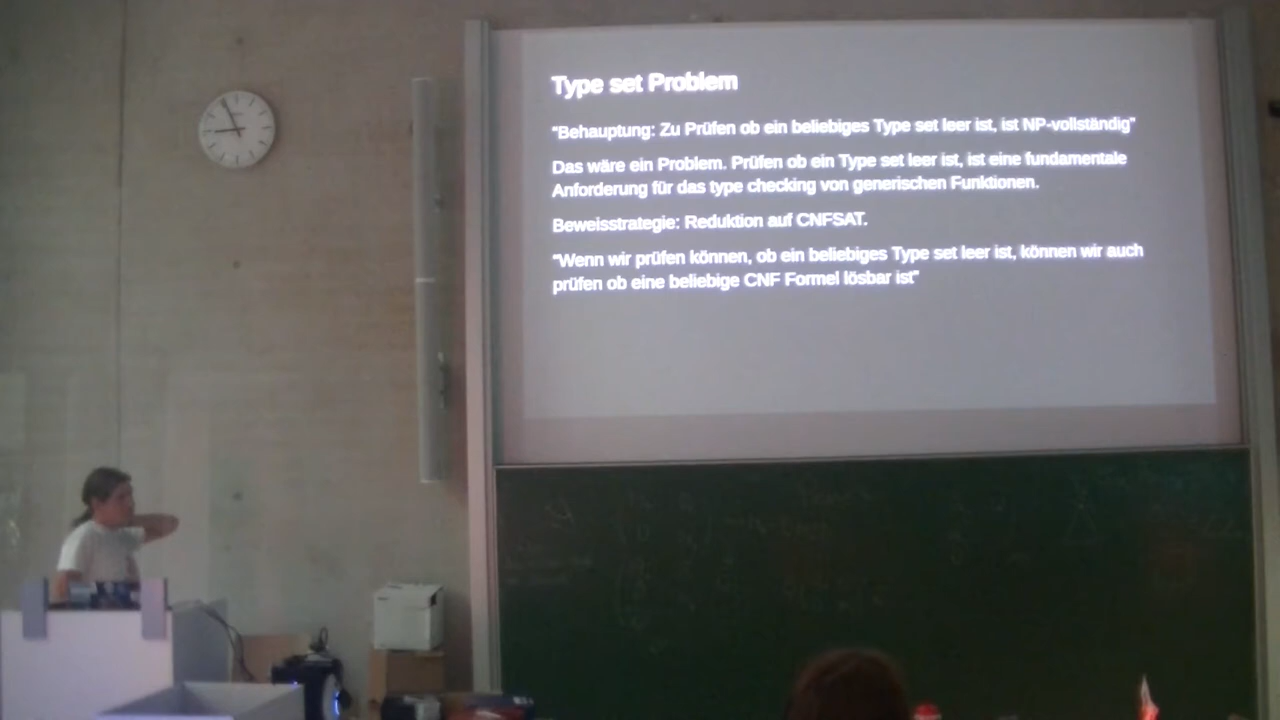 Type set Problem
“Behauptung: Zu Prüfen ob ein beliebiges Type set leer ist, ist NP-vollständig”
Das wäre ein Problem. Prüfen ob ein Type set leer ist, ist eine fundamentale
Anforderung für das type checking von generischen Funktionen.
Beweisstrategie: Reduktion auf CNFSAT.
“Wenn wir prüfen können, ob ein beliebiges Type set leer ist, können wir auch
prüfen ob eine beliebige CNF Formel lösbar ist”